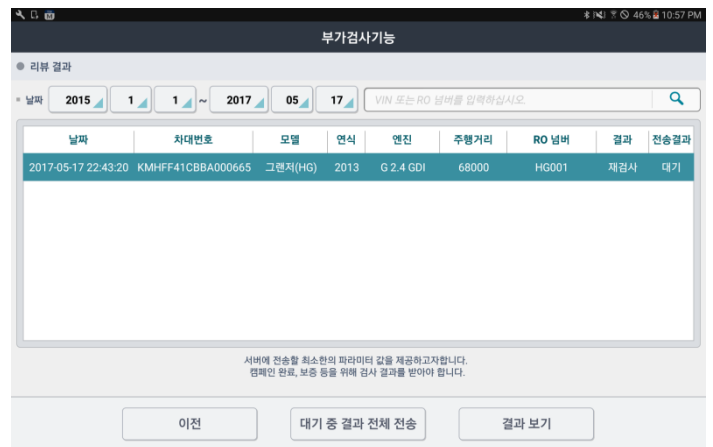 46% 10:57 PM
부가검사기능
리뷰 결과
날짜 2015 1 1 ~ 2017 05 17 VIN 또는 RO 넘버를 입력하십시오.
날짜 차대번호 모델 연식 엔진 주행거리 RO 넘버 결과 전송결과
2017-05-17 22:43:20 KMHFF41CBBA000665 그랜저(HG) 2013 G 2.4 GDI 68000 HG001 재검사 대기
서버에 전송할 최소한의 파라미터 값을 제공하고자합니다.
캠페인 완료, 보증 등을 위해 검사 결과를 받아야 합니다.
이전 대기 중 결과 전체 전송 결과 보기